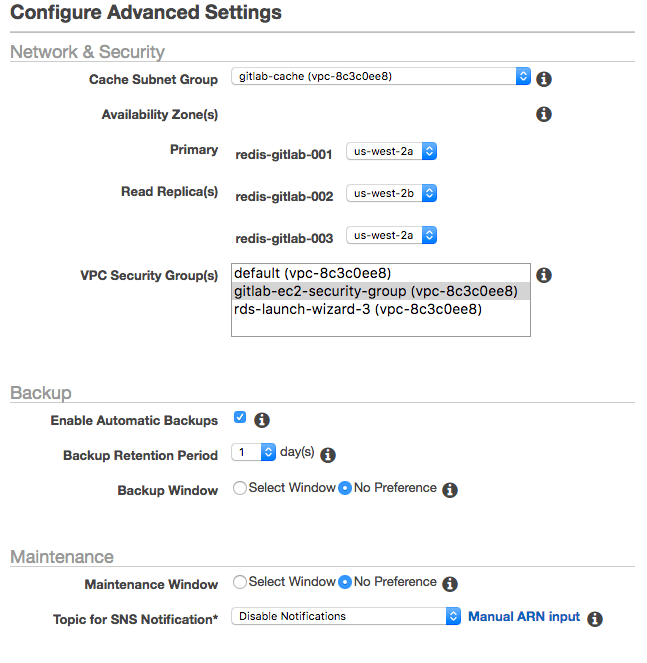 Configure Advanced Settings
Network & Security
Cache Subnet Group gitlab-cache (vpc-8c3c0ee8)
Availability Zone(s)
Primary redis-gitlab-001 us-west-2a
Read Replica(s) redis-gitlab-002 us-west-2b
redis-gitlab-003 us-west-2a
VPC Security Group(s) default (vpc-8c3c0ee8)
gitlab-ec2-security-group (vpc-8c3c0ee8)
rds-launch-wizard-3 (vpc-8c3c0ee8)
Backup
Enable Automatic Backups
Backup Retention Period 1 day(s)
Backup Window Select Window No Preference
Maintenance
Maintenance Window Select Window No Preference
Topic for SNS Notification* Disable Notifications Manual ARN input